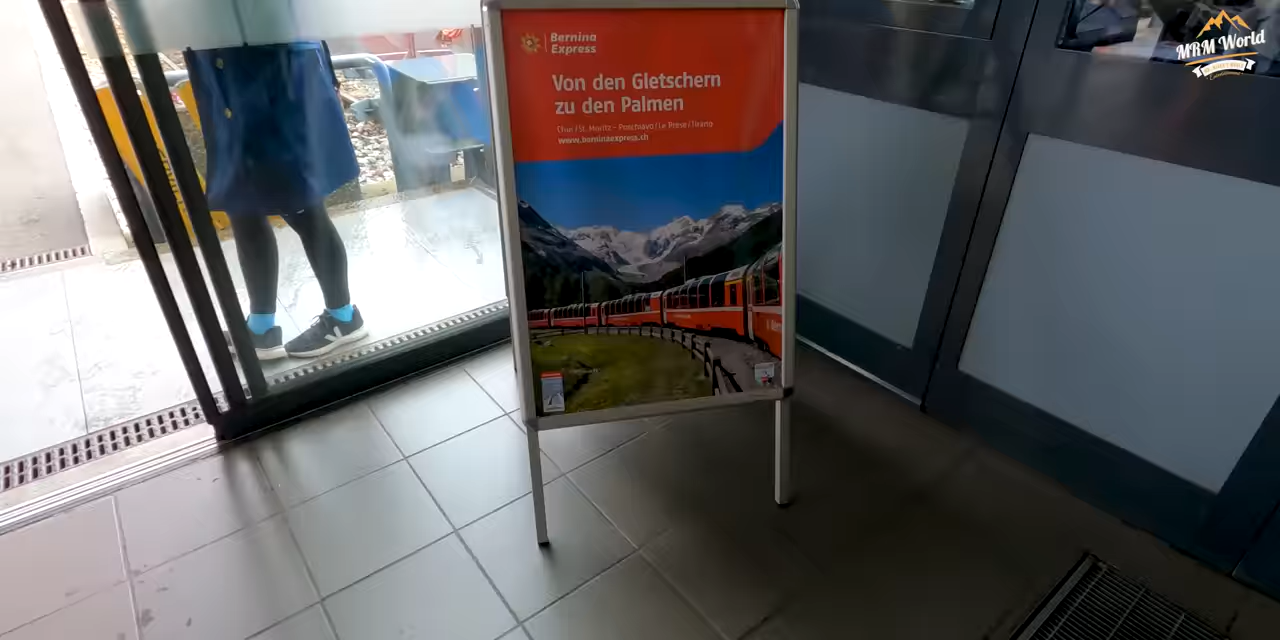 Bernina
Express
Von den Gletschern
zu den Palmen
Chur / St. Moritz – Poschiavo / Le Prese / Tirano
www.berninaexpress.ch
MRM World